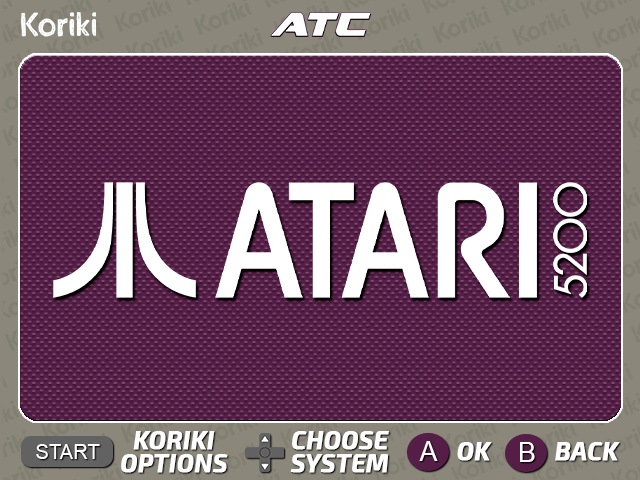 Koriki
ATC
ATARI 5200
START
KORIKI
OPTIONS
CHOOSE
SYSTEM
A
OK
B
BACK